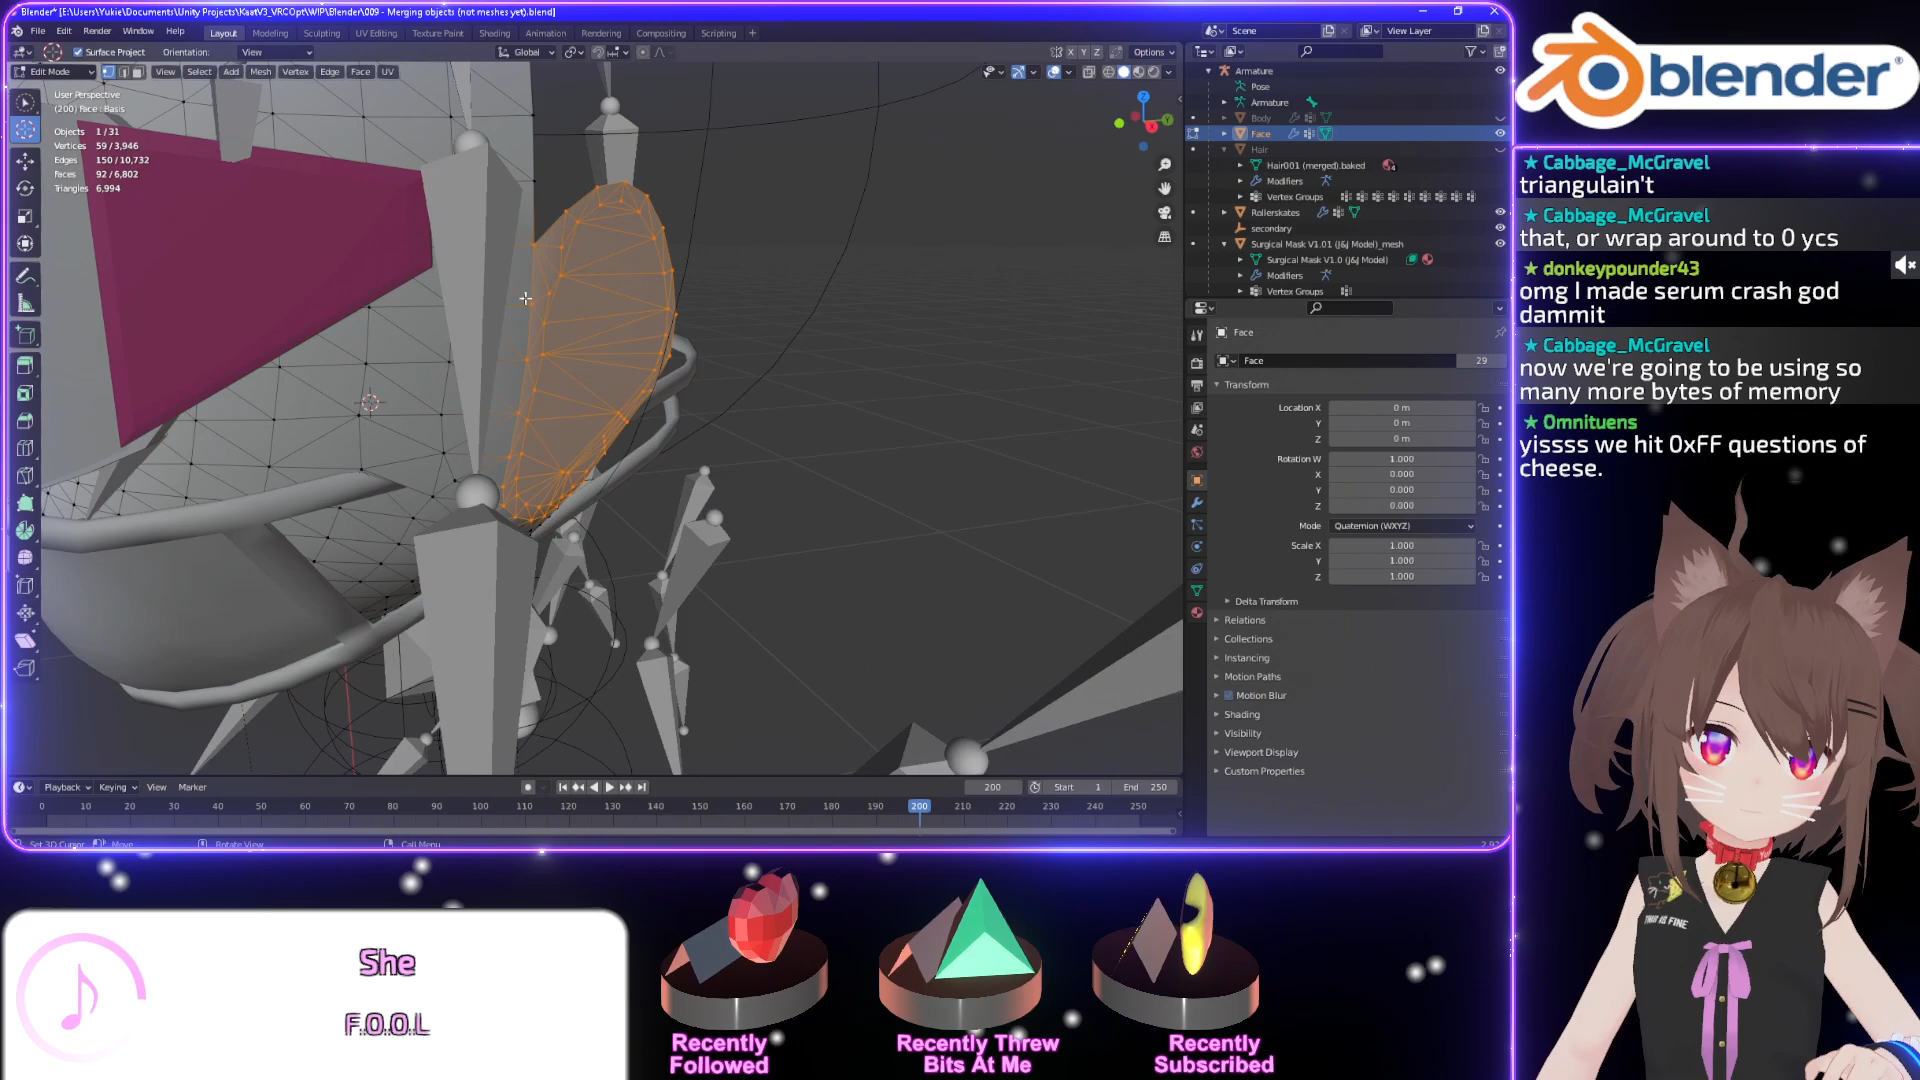 Blender* [E:\Users\Yukie\Documents\Unity Projects\KaatV3_VRCOpt\WIP\Blender\009 - Merging objects (not meshes yet).blend]
File Edit Render Window Help Layout Modeling Sculpting UV Editing Texture Paint Shading Animation Rendering Compositing Scripting +
Scene View Layer
Surface Project Orientation: View Global X Y Z Options
Edit Mode View Select Add Mesh Vertex Edge Face UV
User Perspective
(200) Face : Basis
Objects 1 / 31
Vertices 59 / 3,946
Edges 150 / 10,732
Faces 92 / 6,802
Triangles 6,994
Armature
Pose
Armature
Body
Face
Hair
Hair001 (merged).baked
Modifiers
Vertex Groups
Rollerskates
secondary
Surgical Mask V1.01 (J&J Model)_mesh
Surgical Mask V1.0 (J&J Model)
Modifiers
Vertex Groups
Face
Face 29
Transform
Location X 0 m
Y 0 m
Z 0 m
Rotation W 1.000
X 0.000
Y 0.000
Z 0.000
Mode Quaternion (WXYZ)
Scale X 1.000
Y 1.000
Z 1.000
Delta Transform
Relations
Collections
Instancing
Motion Paths
Motion Blur
Shading
Visibility
Viewport Display
Custom Properties
Playback Keying View Marker 200 Start 1 End 250
0 10 20 30 40 50 60 70 80 90 100 110 120 130 140 150 160 170 180 190 200 210 220 230 240 250
Set 3D Cursor Move Rotate View Call Menu
blender
Cabbage_McGravel
triangulain't
Cabbage_McGravel
that, or wrap around to 0 ycs
donkeypounder43
omg I made serum crash god
dammit
Cabbage_McGravel
now we're going to be using so
many more bytes of memory
Omnituens
yissss we hit 0xFF questions of
cheese.
THIS IS FINE
She
F.O.O.L
Recently
Followed
Recently Threw
Bits At Me
Recently
Subscribed